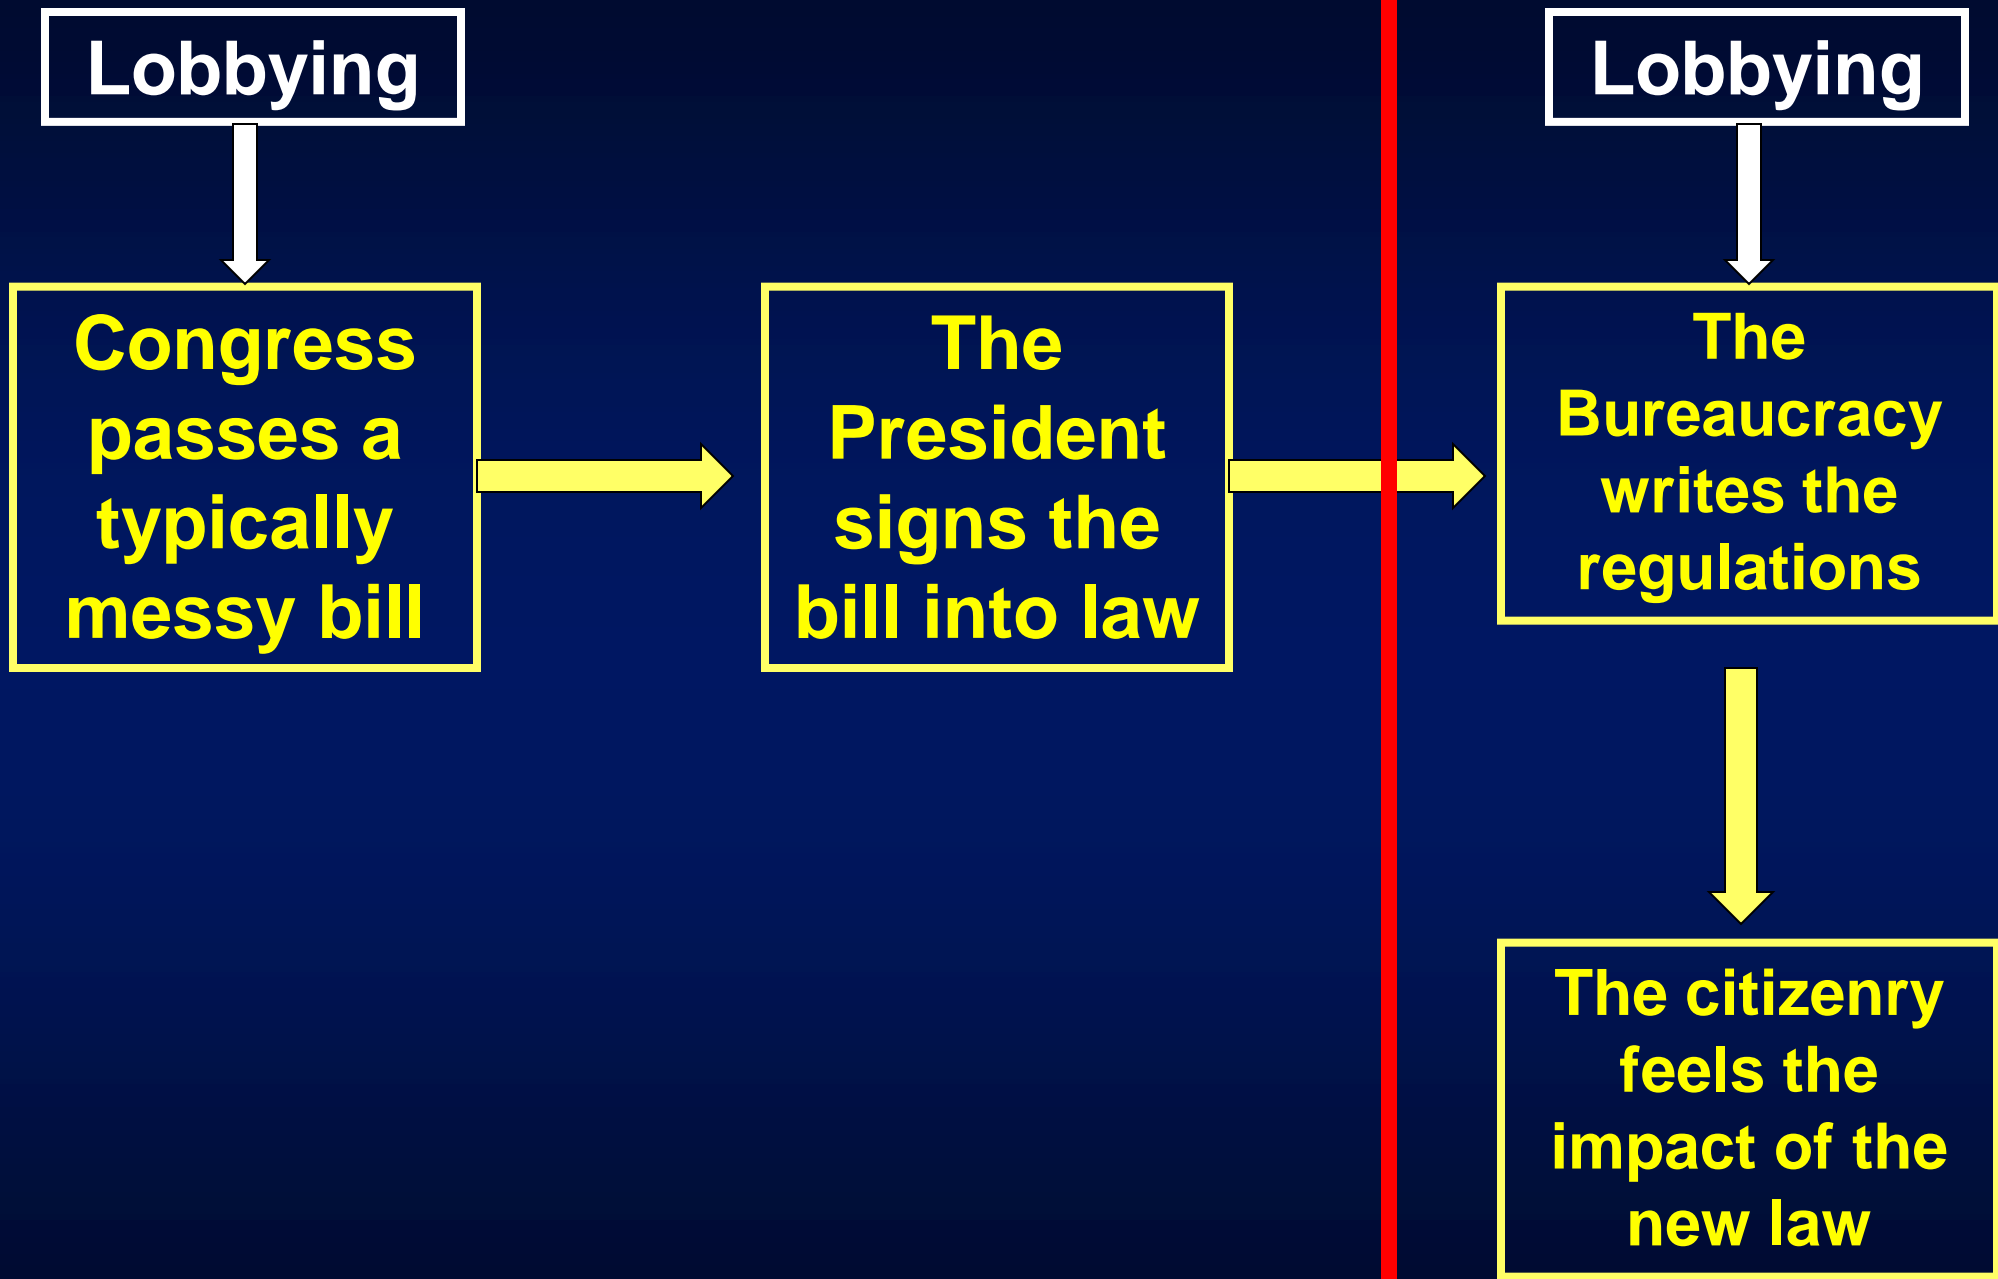 Lobbying
Lobbying
Congress
passes a
typically
messy bill
The
President
signs the
bill into law
The
Bureaucracy
writes the
regulations
The citizenry
feels the
impact of the
new law